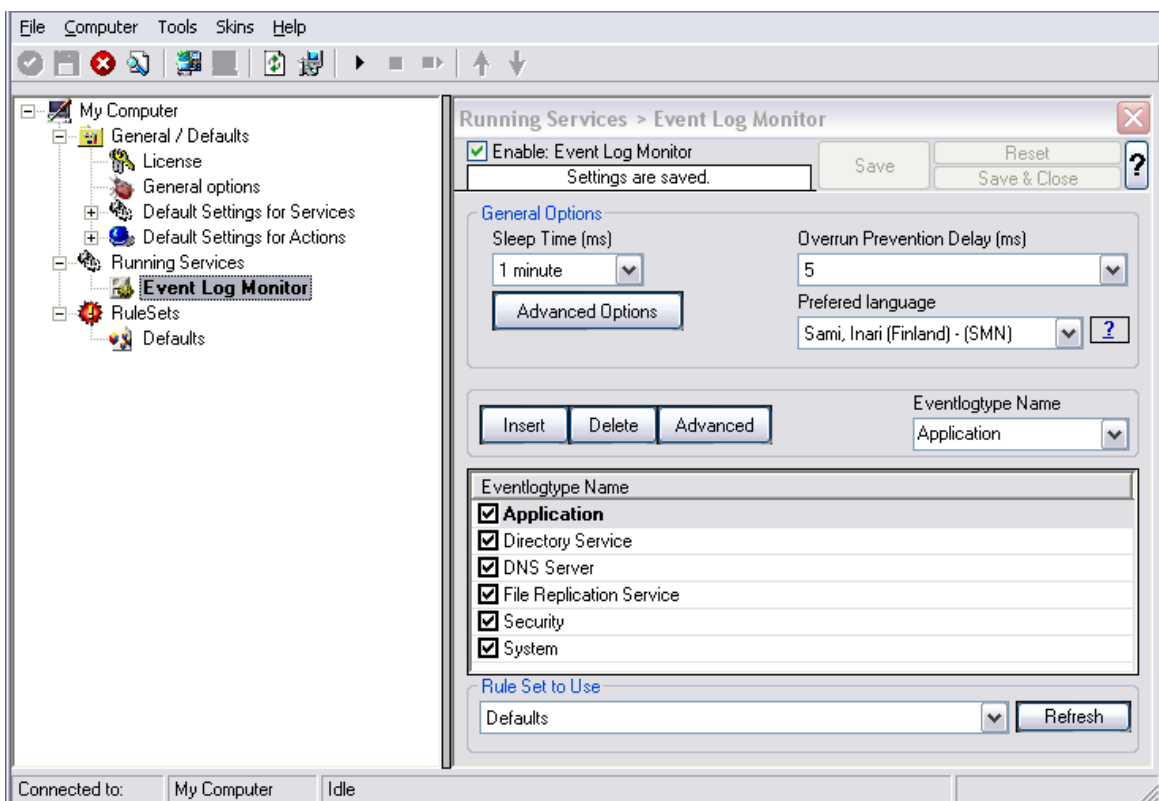 File Computer Tools Skins Help
My Computer
General / Defaults
License
General options
Default Settings for Services
Default Settings for Actions
Running Services
Event Log Monitor
RuleSets
Defaults
Running Services > Event Log Monitor
Enable: Event Log Monitor
Settings are saved.
Save
Reset
Save & Close
?
General Options
Sleep Time (ms)
1 minute
Advanced Options
Overrun Prevention Delay (ms)
5
Prefered language
Sami, Inari (Finland) - (SMN)
?
Insert Delete Advanced
Eventlogtype Name
Application
Eventlogtype Name
Application
Directory Service
DNS Server
File Replication Service
Security
System
Rule Set to Use
Defaults
Refresh
Connected to: My Computer Idle